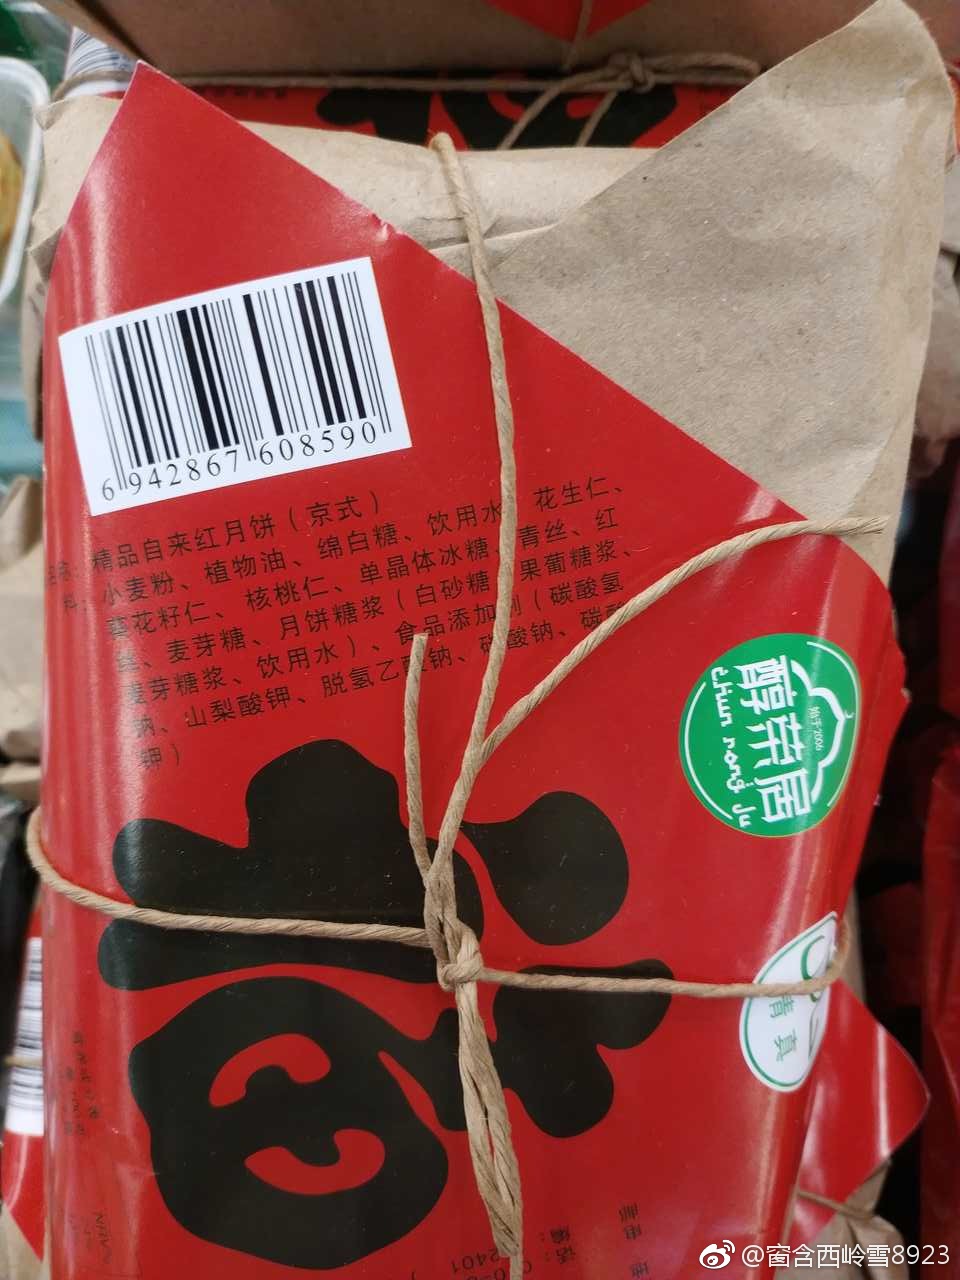 6 942867 608590
精品自来红月饼（京式）
小麦粉、植物油、绵白糖、饮用水、花生仁、
葵花籽仁、核桃仁、单晶体冰糖、青丝、红
丝、麦芽糖、月饼糖浆（白砂糖、果葡糖浆、
麦芽糖浆、饮用水）、食品添加剂（碳酸氢
钠、山梨酸钾、脱氢乙酸钠、碳酸钠、碳酸
钾）
醇荣居
chun rong ju
始于2006
清真
2401
@窗含西岭雪8923